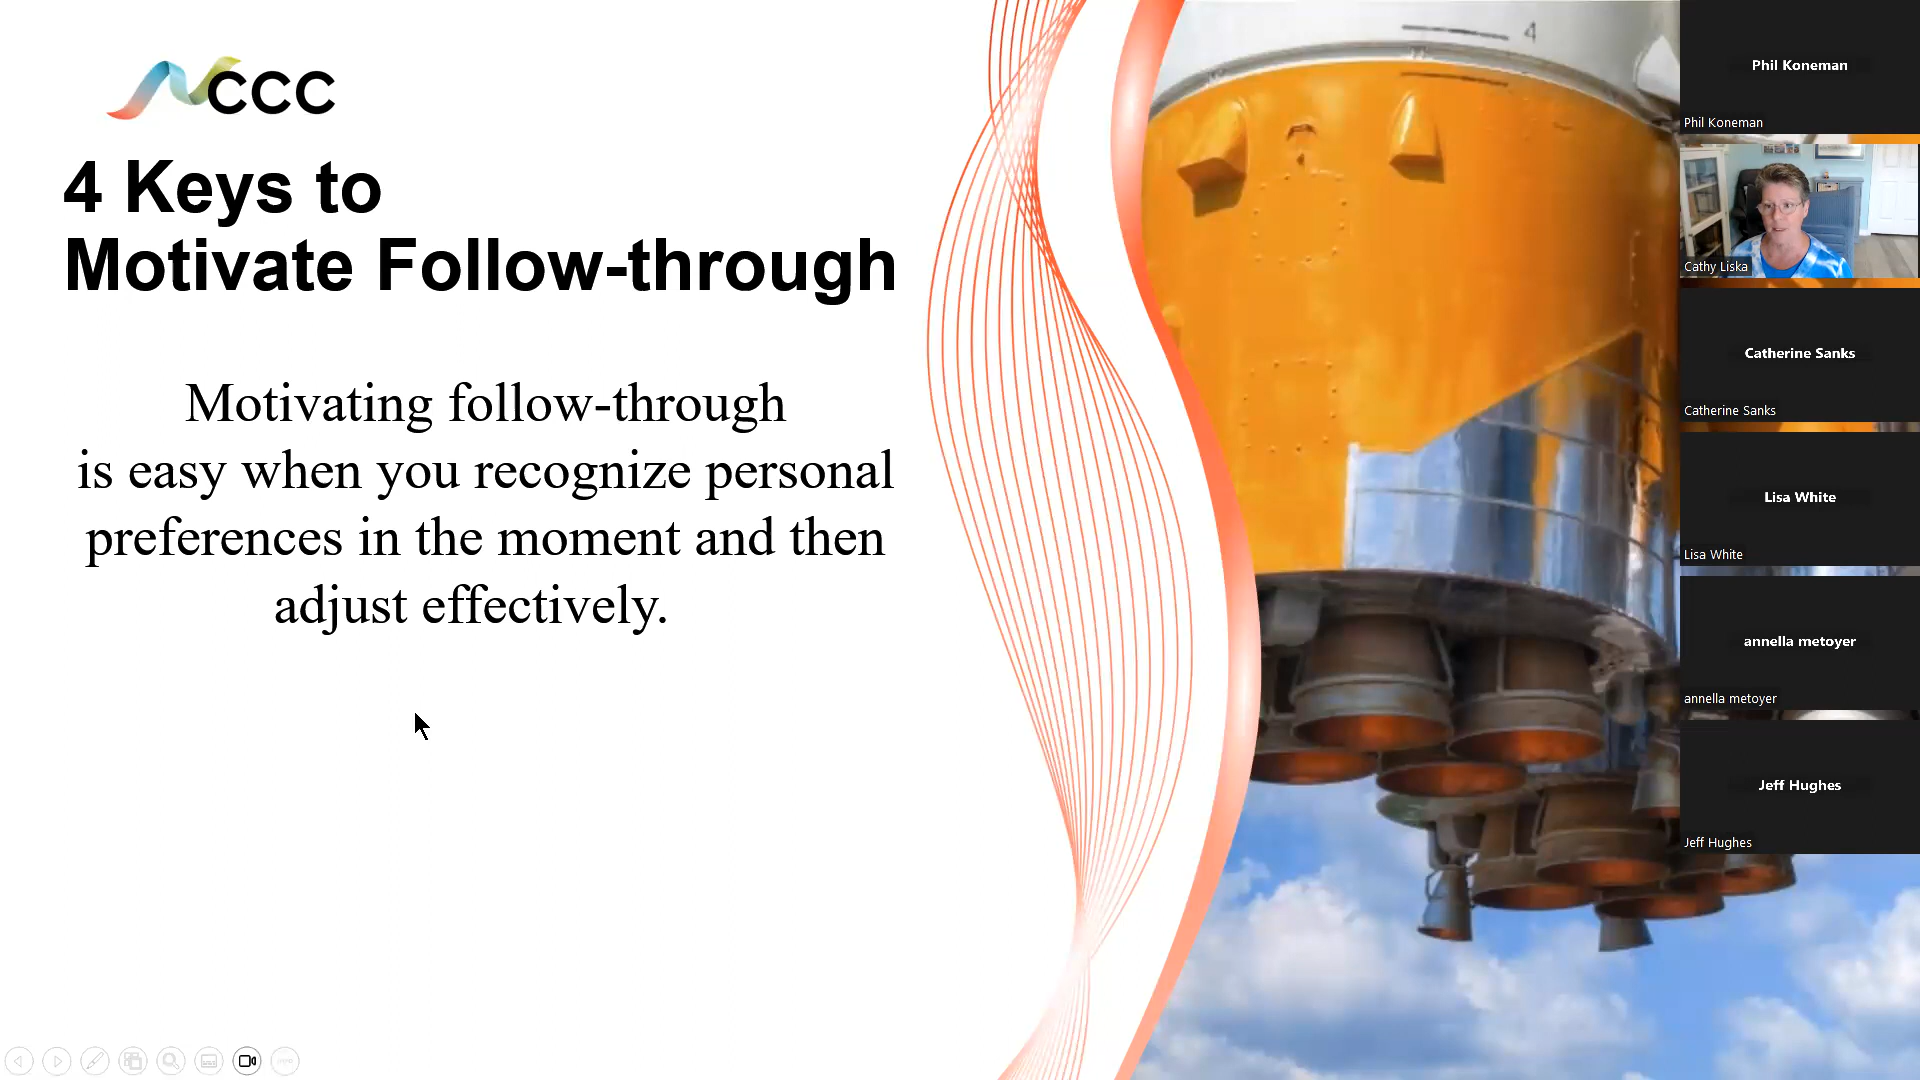 CCC
4 Keys to
Motivate Follow-through
Motivating follow-through
is easy when you recognize personal
preferences in the moment and then
adjust effectively.
4
Phil Koneman
Phil Koneman
Cathy Liska
Catherine Sanks
Catherine Sanks
Lisa White
Lisa White
annella metoyer
annella metoyer
Jeff Hughes
Jeff Hughes